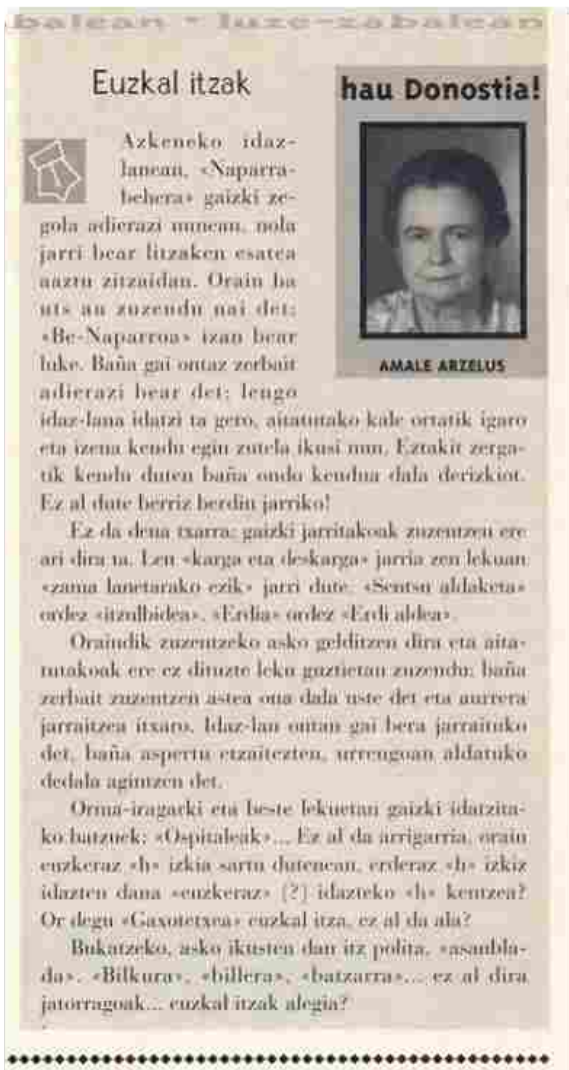 balean * luze-zabalean
Euzkal itzak
hau Donostia!
AMALE ARZELUS
Azkeneko idaz-
lanean, «Naparra-
behera» gaizki ze-
gola adierazi nunean, nola
jarri bear litzaken esatea
aaztu zitzaidan. Orain ba
uts au zuzendu nai det:
«Be-Naparroa» izan bear
luke. Baña gai ontaz zerbait
adierazi bear det: lengo
idaz-lana idatzi ta gero, aitatutako kale ortatik igaro
eta izena kendu egin zutela ikusi nun. Eztakit zerga-
tik kendu duten baña ondo kendua dala derizkiot.
Ez al dute berriz berdin jarriko!
Ez da dena txarra: gaizki jarritakoak zuzentzen ere
ari dira ta. Len «karga eta deskarga» jarria zen lekuan
«zama lanetarako ezik» jarri dute. «Sentsu aldaketa»
ordez «itzulbidea». «Erdia» ordez «Erdi aldea».
Oraindik zuzentzeko asko gelditzen dira eta aita-
tutakoak ere ez dituzte leku guztietan zuzendu: baña
zerbait zuzentzen astea ona dala uste det eta aurrera
jarraitzea itxaro. Idaz-lan ontan gai bera jarraituko
det, baña aspertu etzaitezten, urrengoan aldatuko
dedala agintzen det.
Orma-iragarki eta beste lekuetan gaizki idatzita-
ko batzuek: «Ospitaleak»... Ez al da arrigarria, orain
euzkeraz «h» izkia sartu dutenean, erderaz «h» izkiz
idazten dana «euzkeraz» (?) idazteko «h» kentzea?
Or degu «Gaxotetxea» euzkal itza, ez al da ala?
Bukatzeko, asko ikusten dan itz polita, «asanbla-
da». «Bilkura», «billera», «batzarra»... ez al dira
jatorragoak... euzkal itzak alegia?